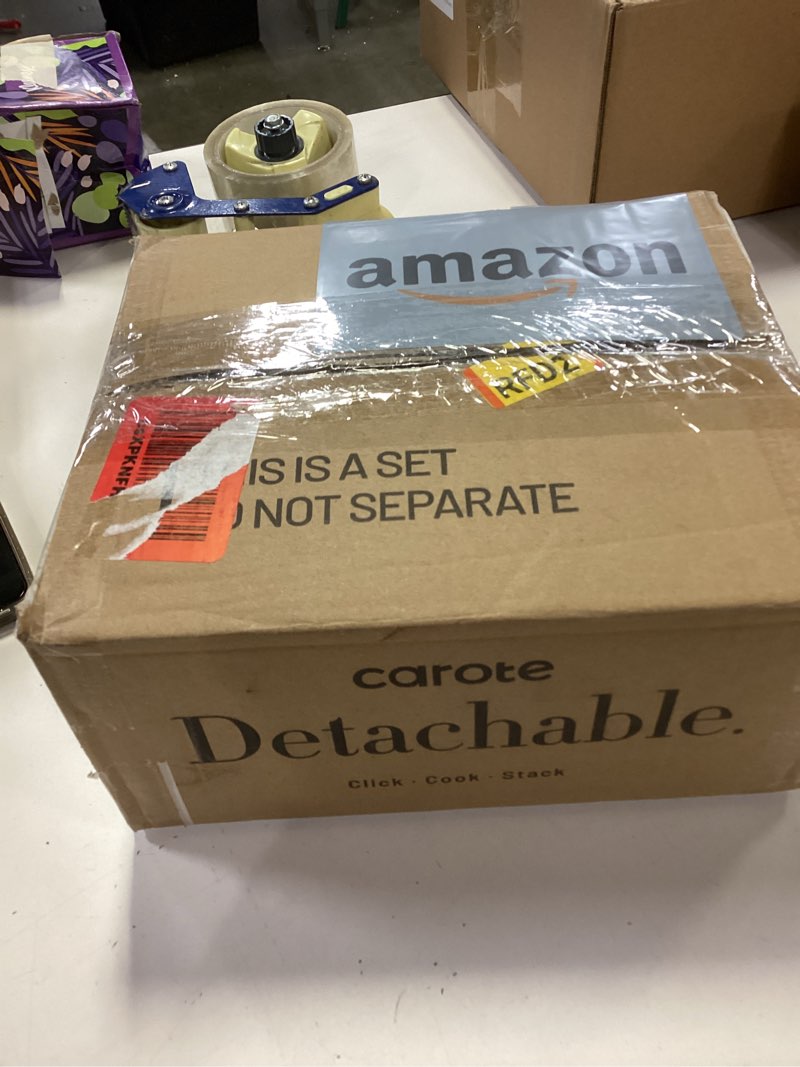 amazon
RFD2
IS IS A SET
NOT SEPARATE
carote
Detachable.
Click · Cook · Stack